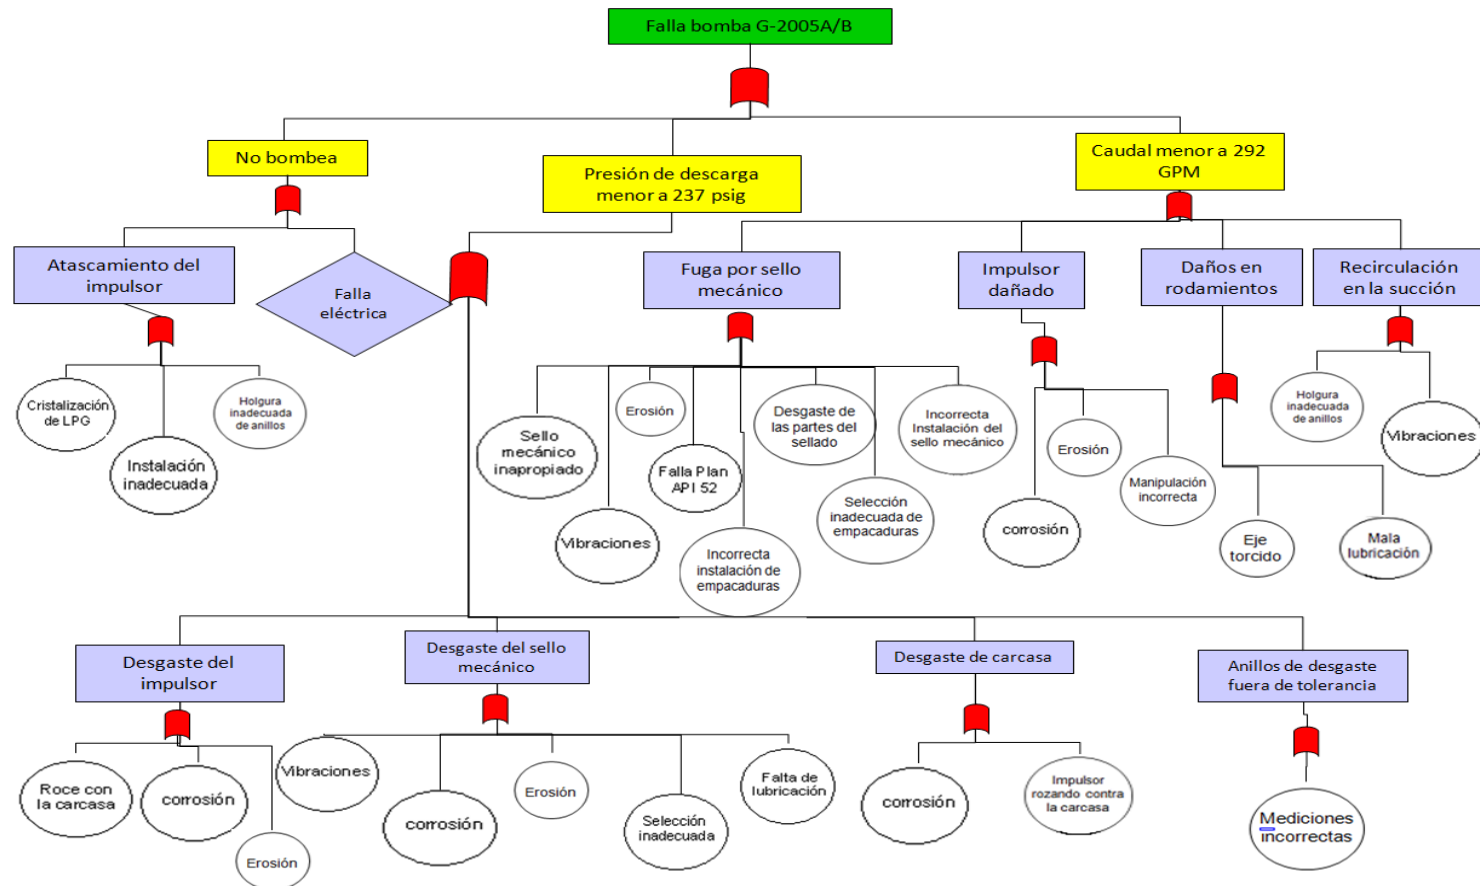 Falla bomba G-2005A/B
No bombea
Presión de descarga
menor a 237 psig
Caudal menor a 292
GPM
Atascamiento del
impulsor
Falla
eléctrica
Fuga por sello
mecánico
Impulsor
dañado
Daños en
rodamientos
Recirculación
en la succión
Cristalización
de LPG
Instalación
inadecuada
Holgura
inadecuada
de anillos
Sello
mecánico
inapropiado
Vibraciones
Erosión
Falla Plan
API 52
Incorrecta
instalación de
empacaduras
Desgaste de
las partes del
sellado
Selección
inadecuada de
empacaduras
Incorrecta
Instalación del
sello mecánico
corrosión
Erosión
Manipulación
incorrecta
Eje
torcido
Mala
lubricación
Holgura
inadecuada
de anillos
Vibraciones
Desgaste del
impulsor
Desgaste del sello
mecánico
Desgaste de carcasa
Anillos de desgaste
fuera de tolerancia
Roce con
la carcasa
corrosión
Erosión
Vibraciones
corrosión
Erosión
Selección
inadecuada
Falta de
lubricación
corrosión
Impulsor
rozando contra
la carcasa
Mediciones
incorrectas